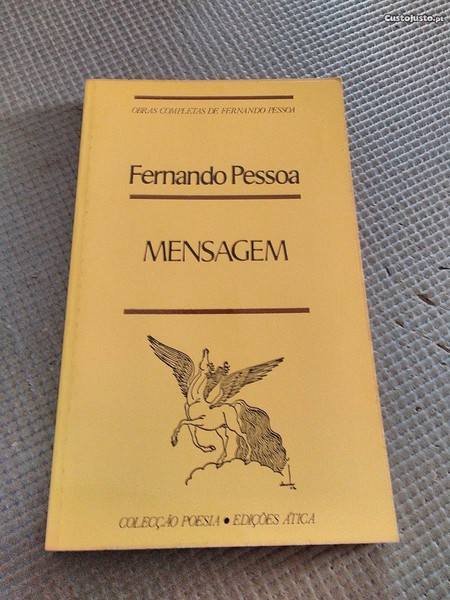 CustoJusto.pt
OBRAS COMPLETAS DE FERNANDO PESSOA
Fernando Pessoa
MENSAGEM
COLECÇÃO POESIA • EDIÇÕES ÁTICA